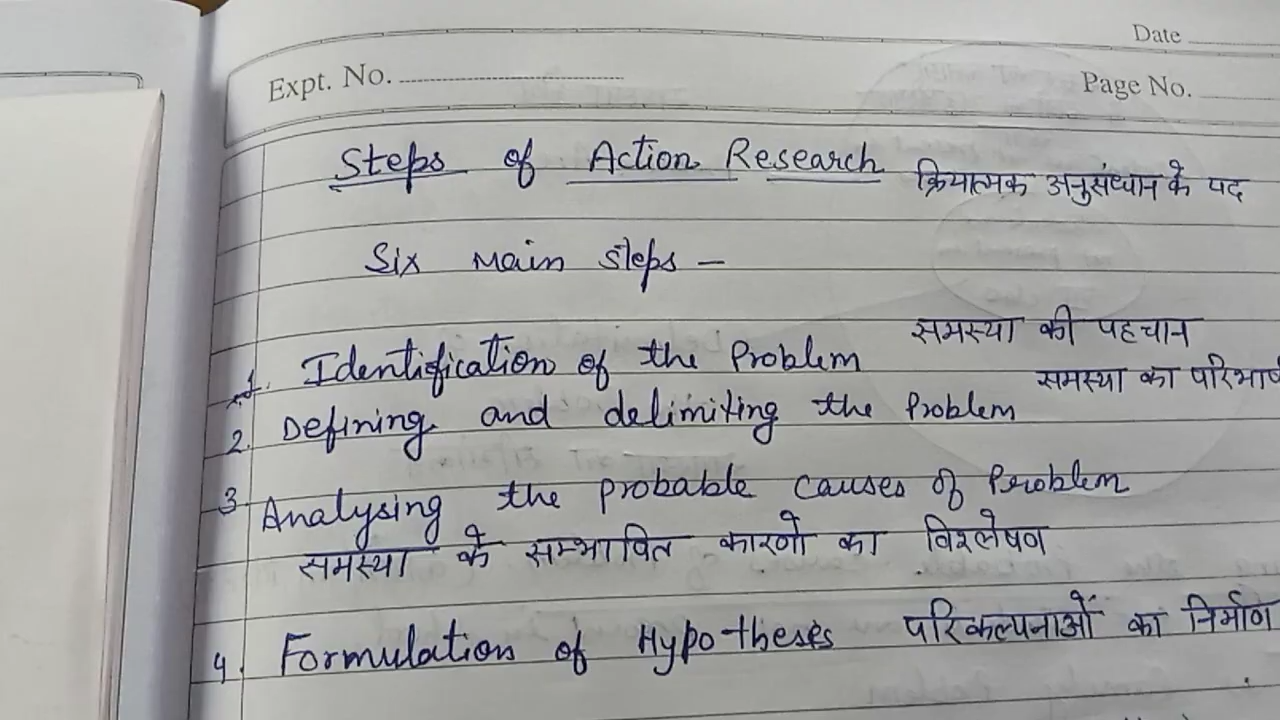 Date
Expt. No.
Page No.
Steps of Action Research क्रियात्मक अनुसंधान के पद
Six Main steps –
1. Identification of the Problem समस्या की पहचान
2. Defining and delimiting the Problem समस्या का
3 Analysing the probable causes of Problem
समस्या के सम्भावित कारणो का विश्लेषण
4. Formulation of Hypotheses परिकल्पनाओं का निर्माण